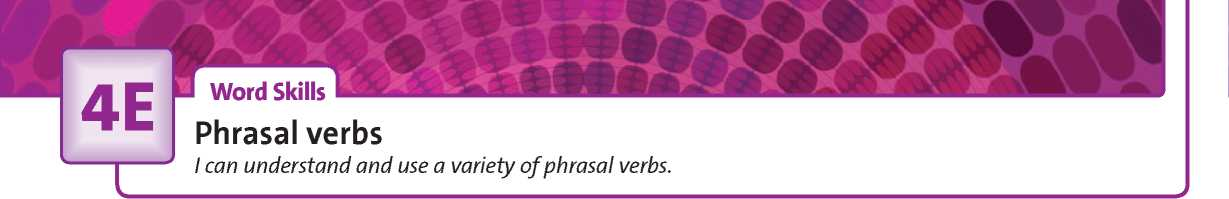 4E
Word Skills
Phrasal verbs
I can understand and use a variety of phrasal verbs.